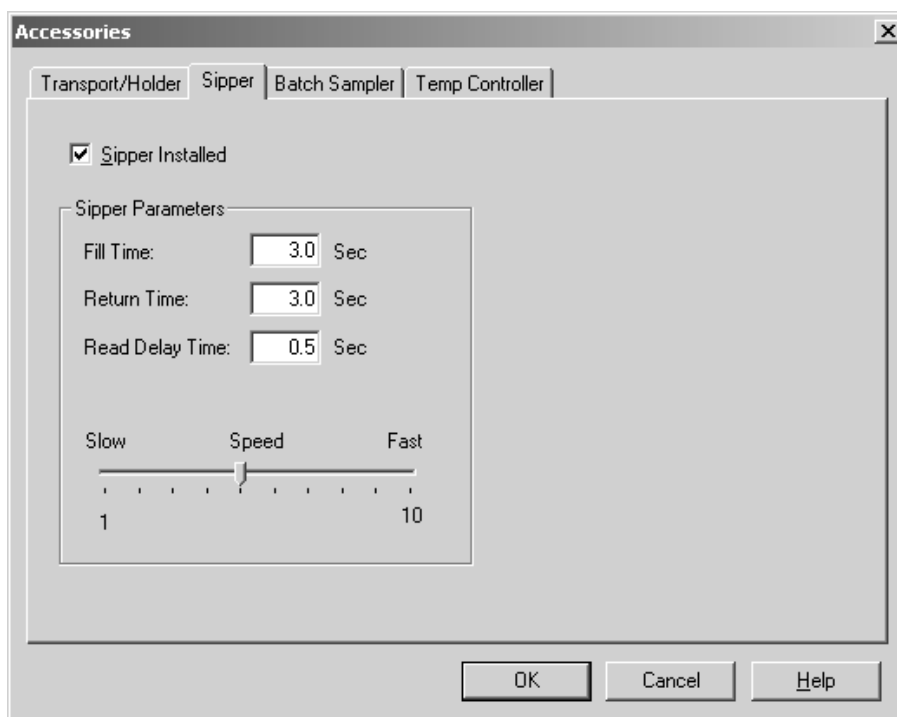 Accessories
Transport/Holder Sipper Batch Sampler Temp Controller
Sipper Installed
Sipper Parameters
Fill Time: 3.0 Sec
Return Time: 3.0 Sec
Read Delay Time: 0.5 Sec
Slow Speed Fast
1 10
OK Cancel Help